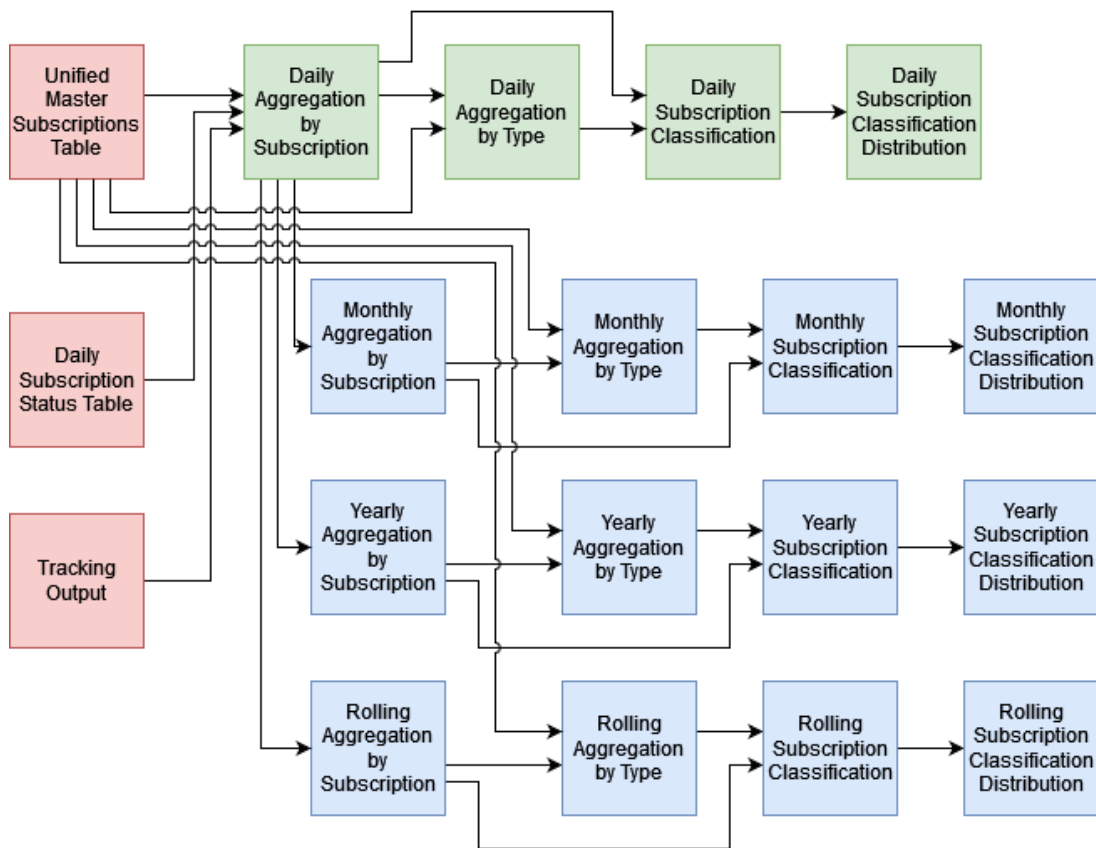 Unified
Master
Subscriptions
Table
Daily
Aggregation
by
Subscription
Daily
Aggregation
by Type
Daily
Subscription
Classification
Daily
Subscription
Classification
Distribution
Daily
Subscription
Status Table
Monthly
Aggregation
by
Subscription
Monthly
Aggregation
by Type
Monthly
Subscription
Classification
Monthly
Subscription
Classification
Distribution
Tracking
Output
Yearly
Aggregation
by
Subscription
Yearly
Aggregation
by Type
Yearly
Subscription
Classification
Yearly
Subscription
Classification
Distribution
Rolling
Aggregation
by
Subscription
Rolling
Aggregation
by Type
Rolling
Subscription
Classification
Rolling
Subscription
Classification
Distribution